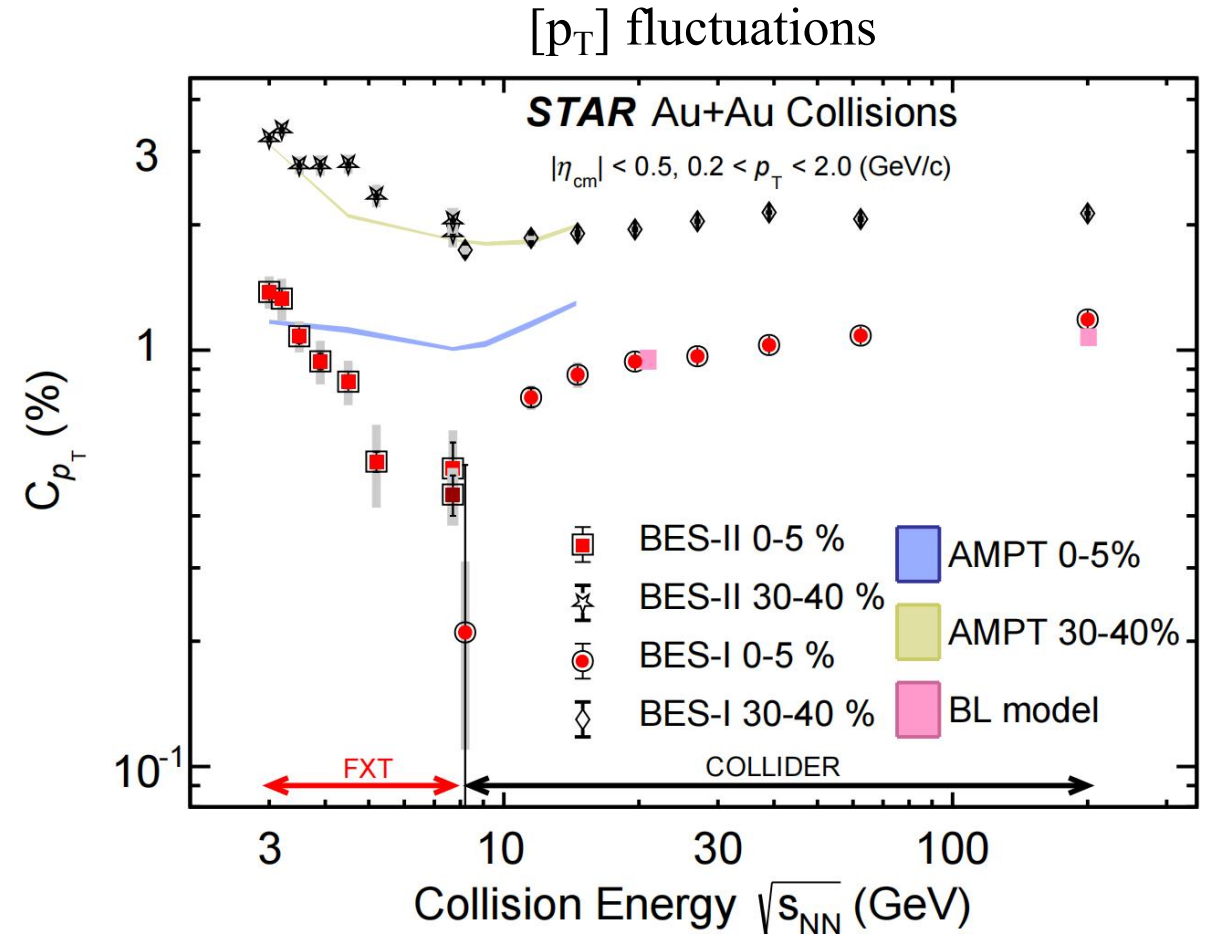 [pT] fluctuations
STAR Au+Au Collisions
|ηcm| < 0.5, 0.2 < pT < 2.0 (GeV/c)
3
1
10-1
CpT (%)
BES-II 0-5 %
BES-II 30-40 %
BES-I 0-5 %
BES-I 30-40 %
AMPT 0-5%
AMPT 30-40%
BL model
FXT
COLLIDER
3 10 30 100
Collision Energy √sNN (GeV)